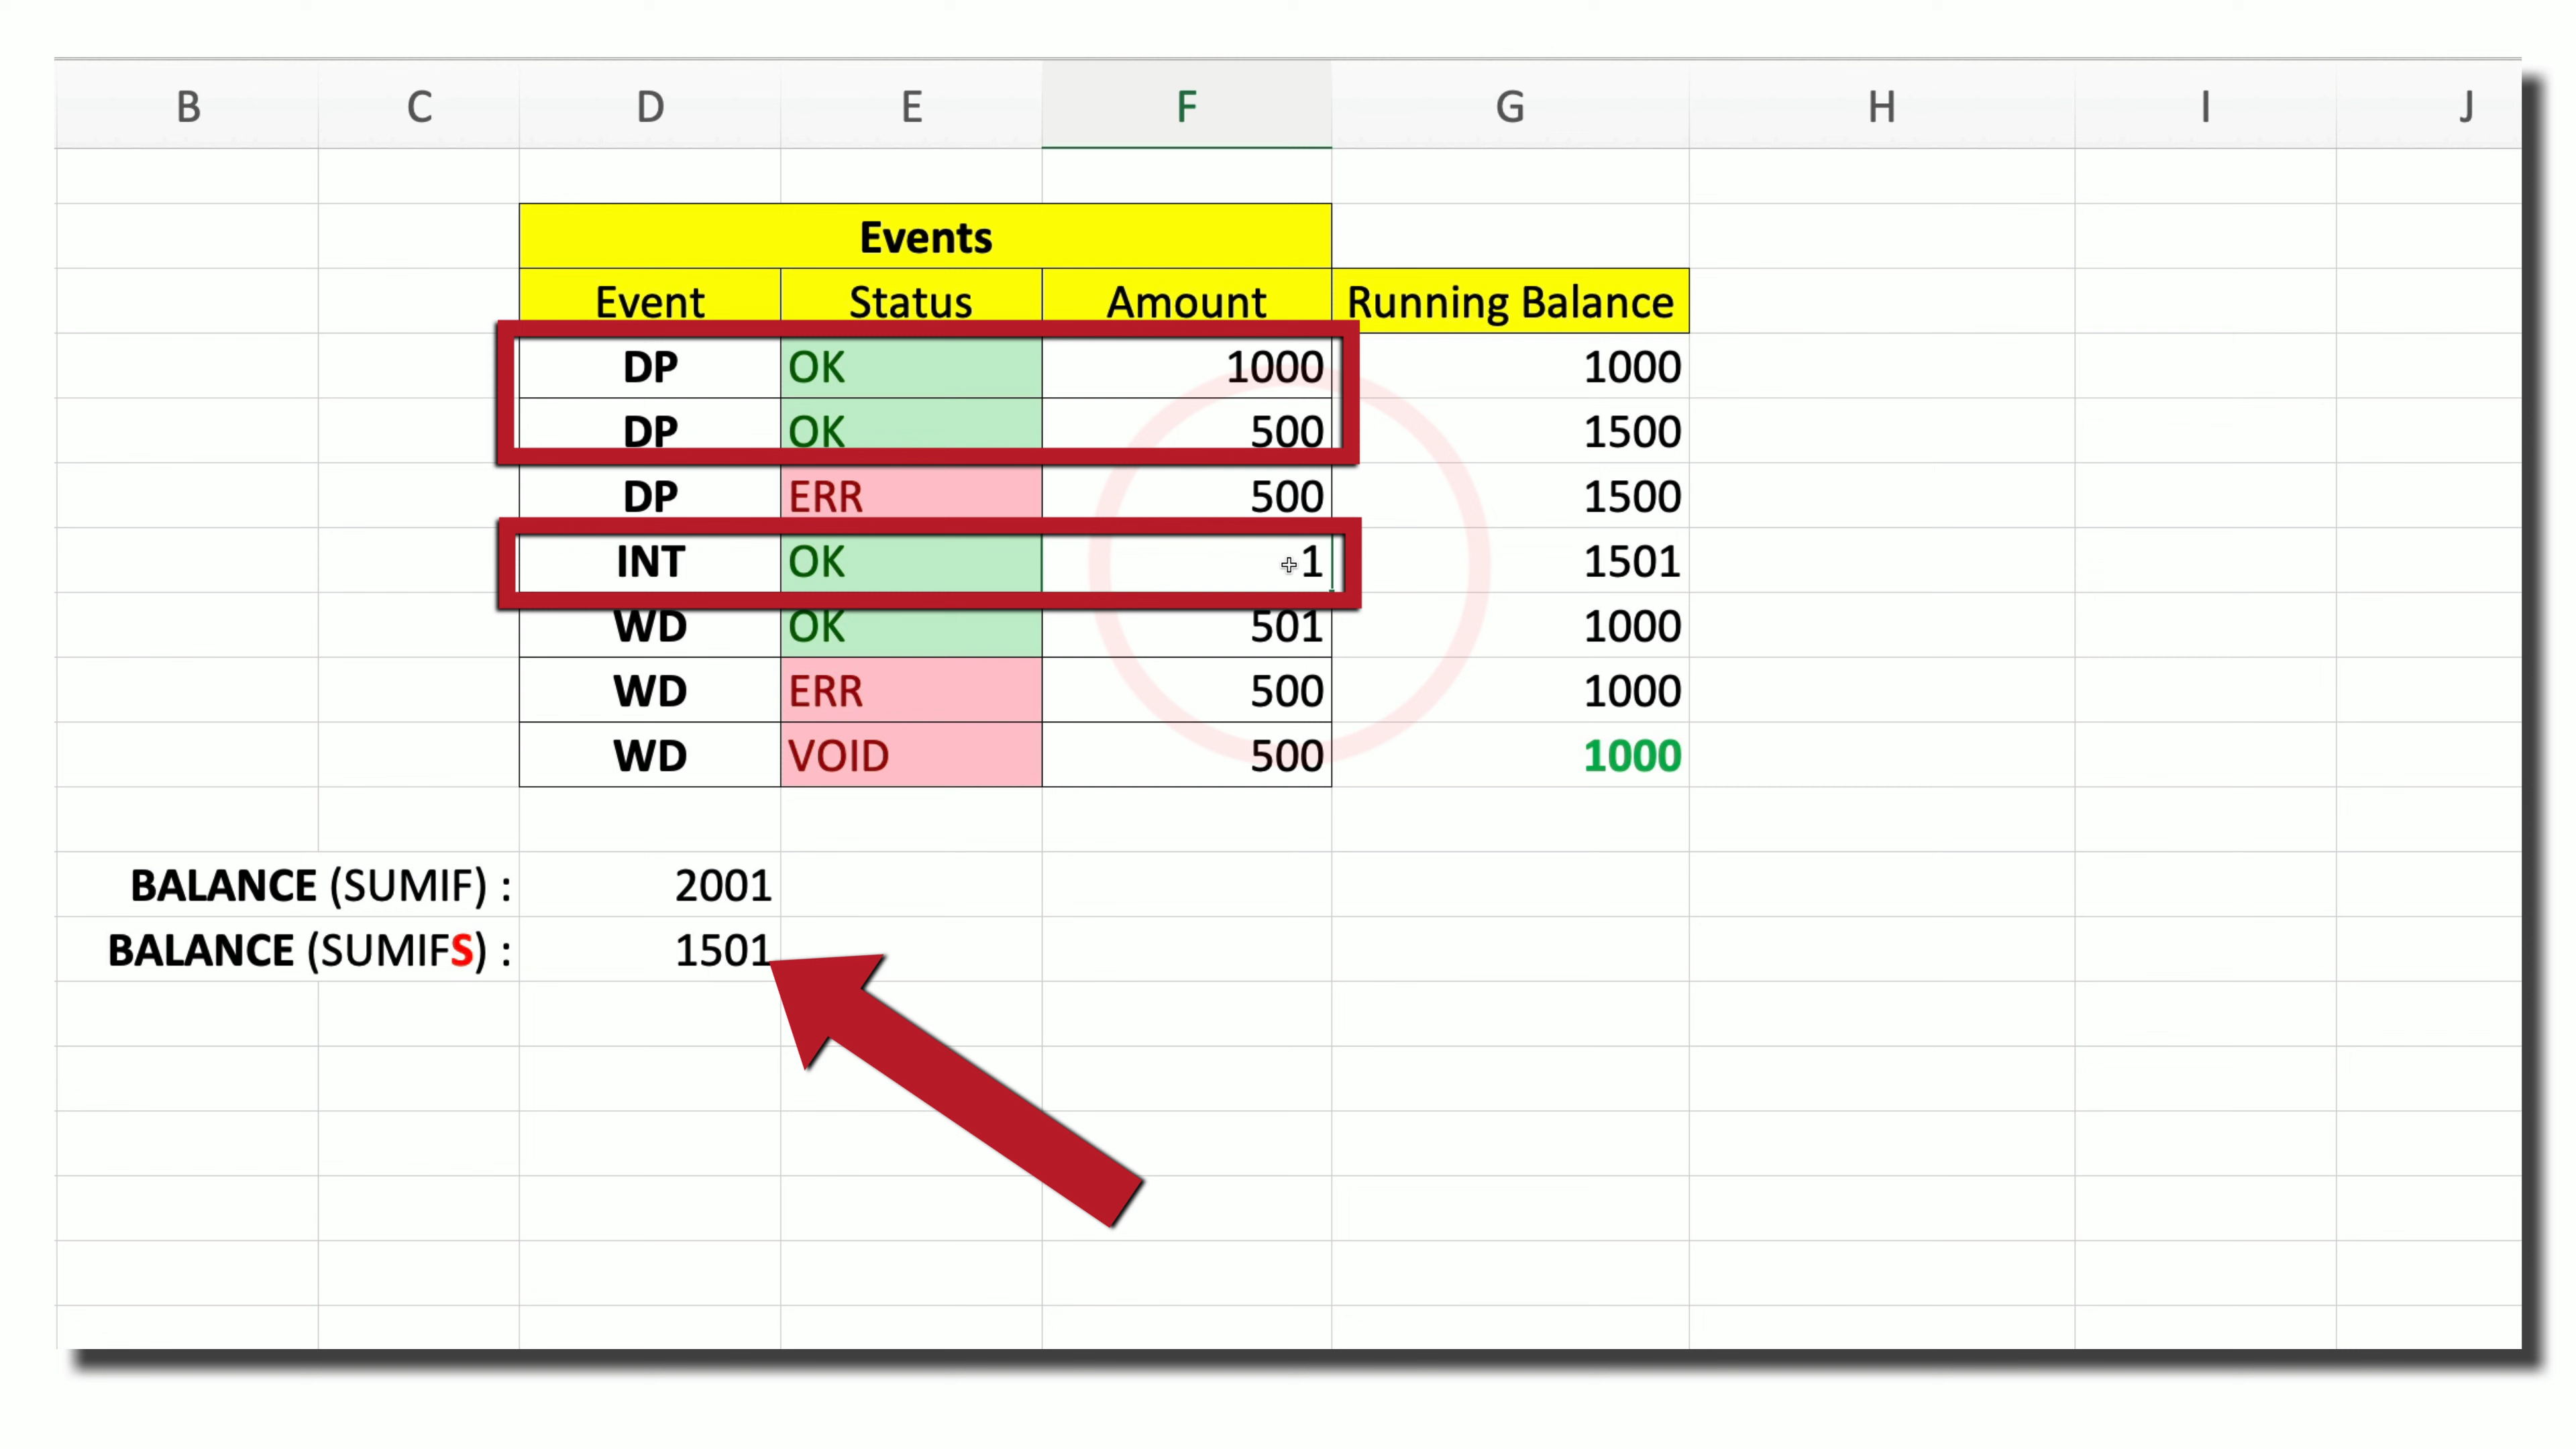 B C D E F G H I J
Events
Event Status Amount Running Balance
DP OK 1000 1000
DP OK 500 1500
DP ERR 500 1500
INT OK 1 1501
WD OK 501 1000
WD ERR 500 1000
WD VOID 500 1000
BALANCE (SUMIF) : 2001
BALANCE (SUMIFS) : 1501